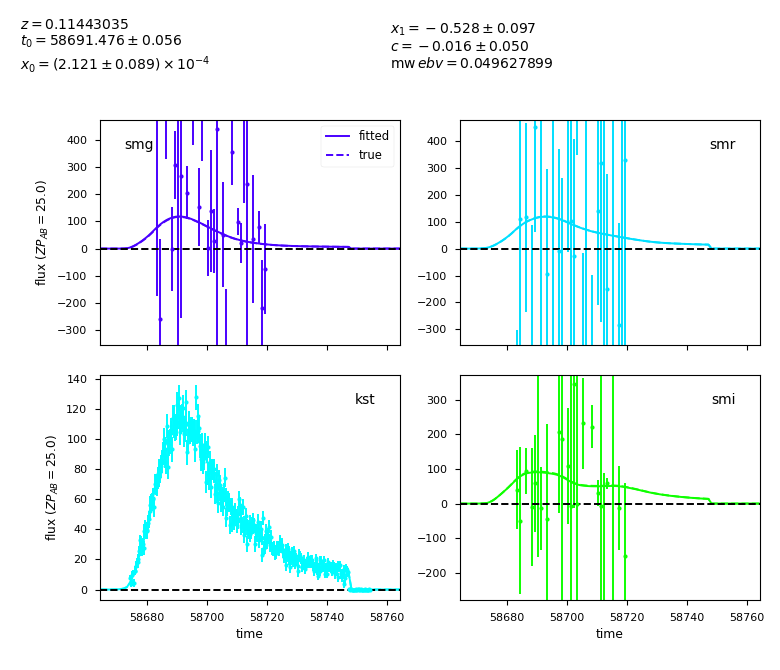 z = 0.11443035
t₀ = 58691.476 ± 0.056
x₀ = (2.121 ± 0.089) × 10⁻⁴
x₁ = −0.528 ± 0.097
c = −0.016 ± 0.050
mw ebv = 0.049627899
smg
fitted
true
400
300
200
100
0
−100
−200
−300
flux (ZP_AB = 25.0)
smr
400
300
200
100
0
−100
−200
−300
kst
140
120
100
80
60
40
20
0
flux (ZP_AB = 25.0)
58680 58700 58720 58740 58760
time
smi
300
200
100
0
−100
−200
58680 58700 58720 58740 58760
time